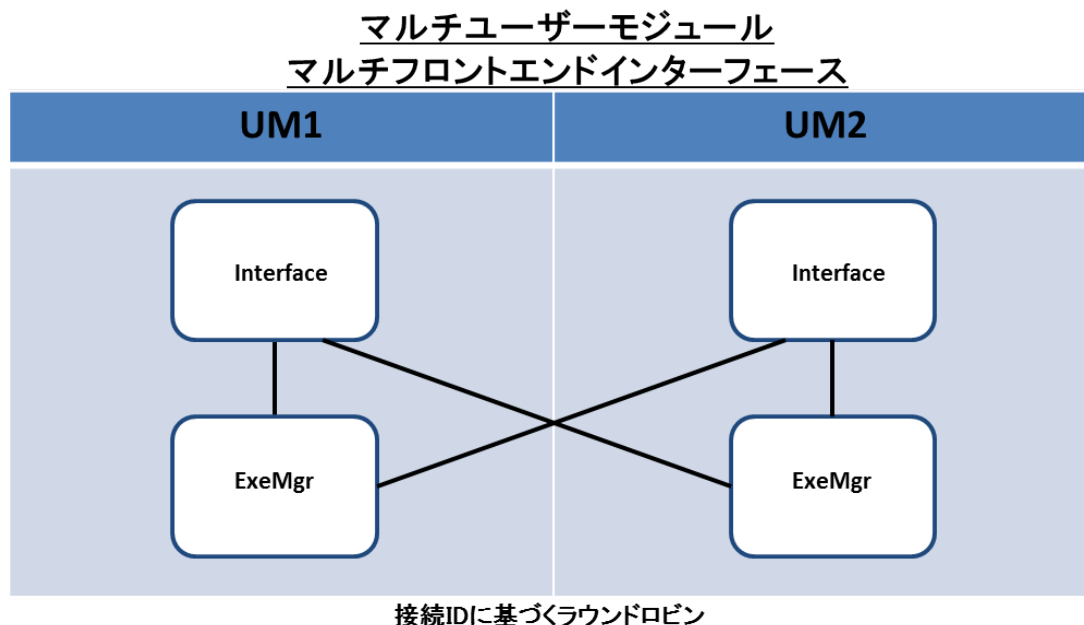 マルチユーザーモジュール
マルチフロントエンドインターフェース
UM1
UM2
Interface
Interface
ExeMgr
ExeMgr
接続IDに基づくラウンドロビン